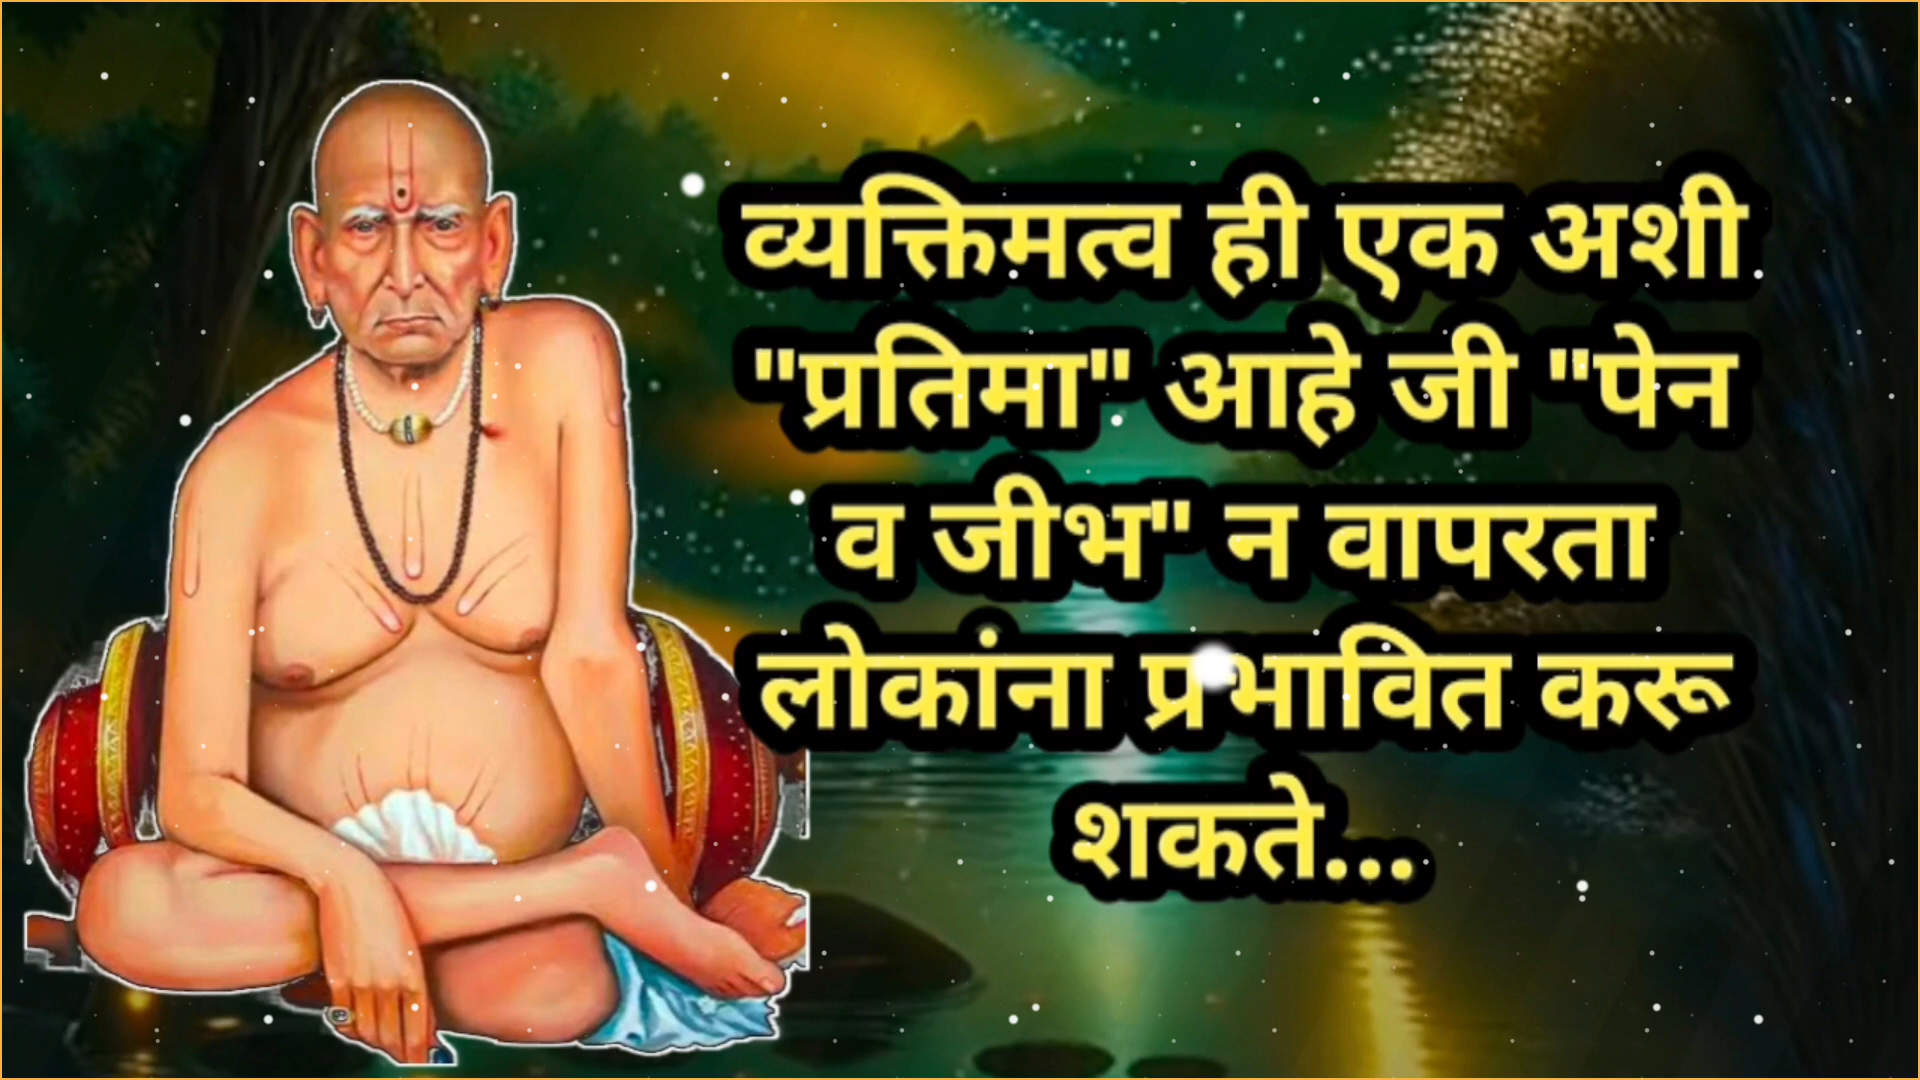 व्यक्तिमत्व ही एक अशी
"प्रतिमा" आहे जी "पेन
व जीभ" न वापरता
लोकांना प्रभावित करू
शकते...